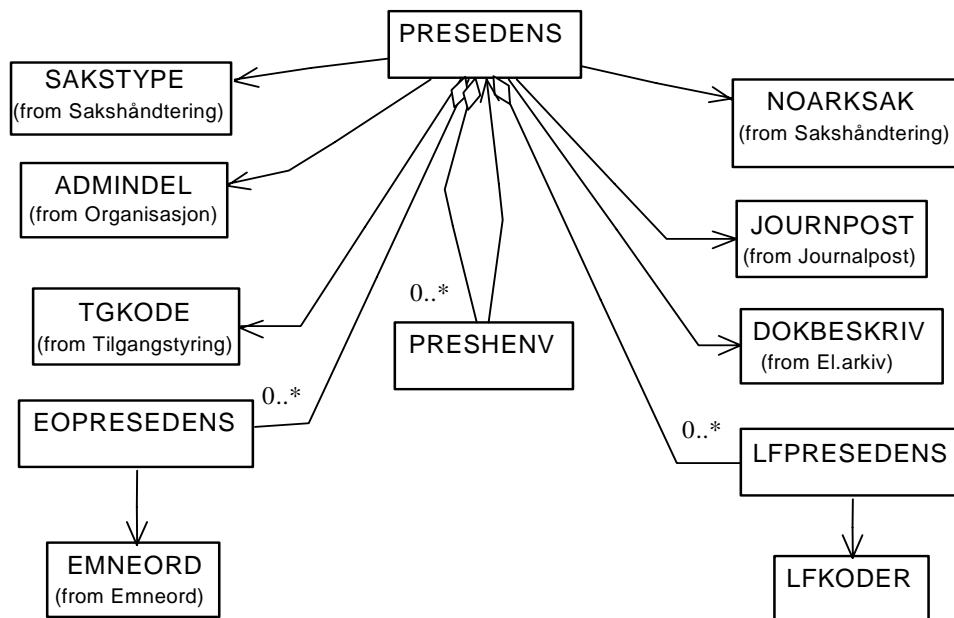 PRESEDENS
SAKSTYPE
(from Sakshåndtering)
NOARKSAK
(from Sakshåndtering)
ADMINDEL
(from Organisasjon)
JOURNPOST
(from Journalpost)
TGKODE
(from Tilgangstyring)
0..*
PRESHENV
DOKBESKRIV
(from El.arkiv)
0..*
EOPRESEDENS
0..*
LFPRESEDENS
EMNEORD
(from Emneord)
LFKODER